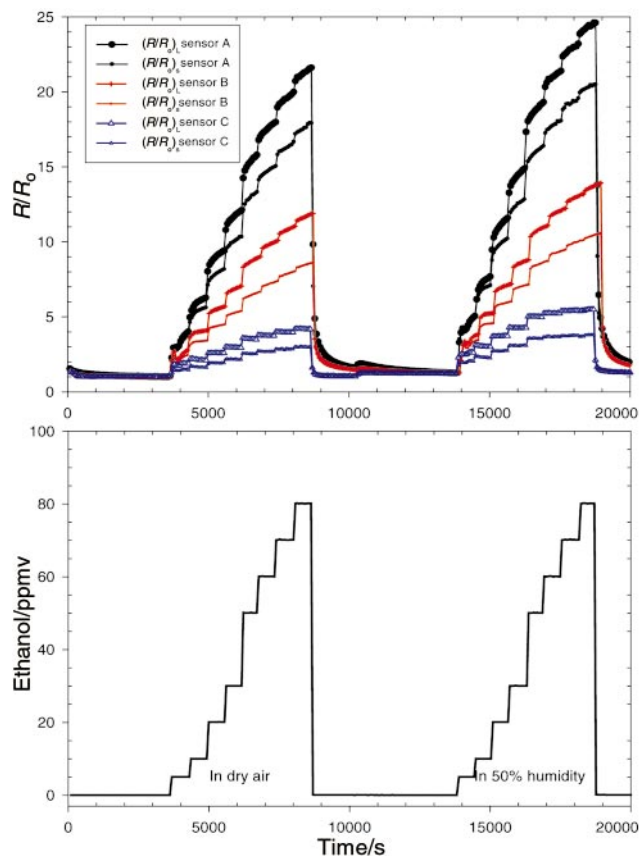 25
20
15
10
5
0
R/Ro
(R/Ro)L sensor A
(R/Ro)s sensor A
(R/Ro)L sensor B
(R/Ro)s sensor B
(R/Ro)L sensor C
(R/Ro)s sensor C
0 5000 10000 15000 20000
100
80
60
40
20
0
Ethanol/ppmv
In dry air
In 50% humidity
0 5000 10000 15000 20000
Time/s